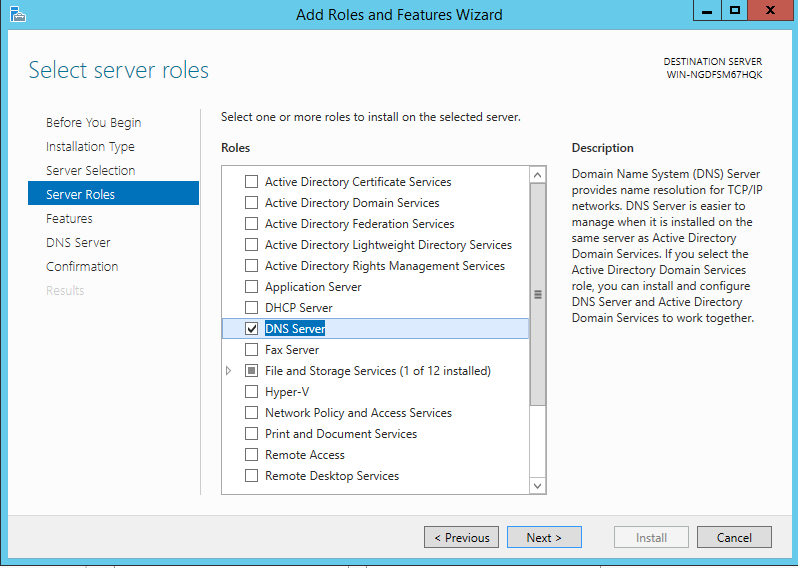 Add Roles and Features Wizard
Select server roles
DESTINATION SERVER
WIN-NGDFSM67HQK
Before You Begin
Installation Type
Server Selection
Server Roles
Features
DNS Server
Confirmation
Results
Select one or more roles to install on the selected server.
Roles
Active Directory Certificate Services
Active Directory Domain Services
Active Directory Federation Services
Active Directory Lightweight Directory Services
Active Directory Rights Management Services
Application Server
DHCP Server
DNS Server
Fax Server
File and Storage Services (1 of 12 installed)
Hyper-V
Network Policy and Access Services
Print and Document Services
Remote Access
Remote Desktop Services
Description
Domain Name System (DNS) Server
provides name resolution for TCP/IP
networks. DNS Server is easier to
manage when it is installed on the
same server as Active Directory
Domain Services. If you select the
Active Directory Domain Services
role, you can install and configure
DNS Server and Active Directory
Domain Services to work together.
< Previous
Next >
Install
Cancel